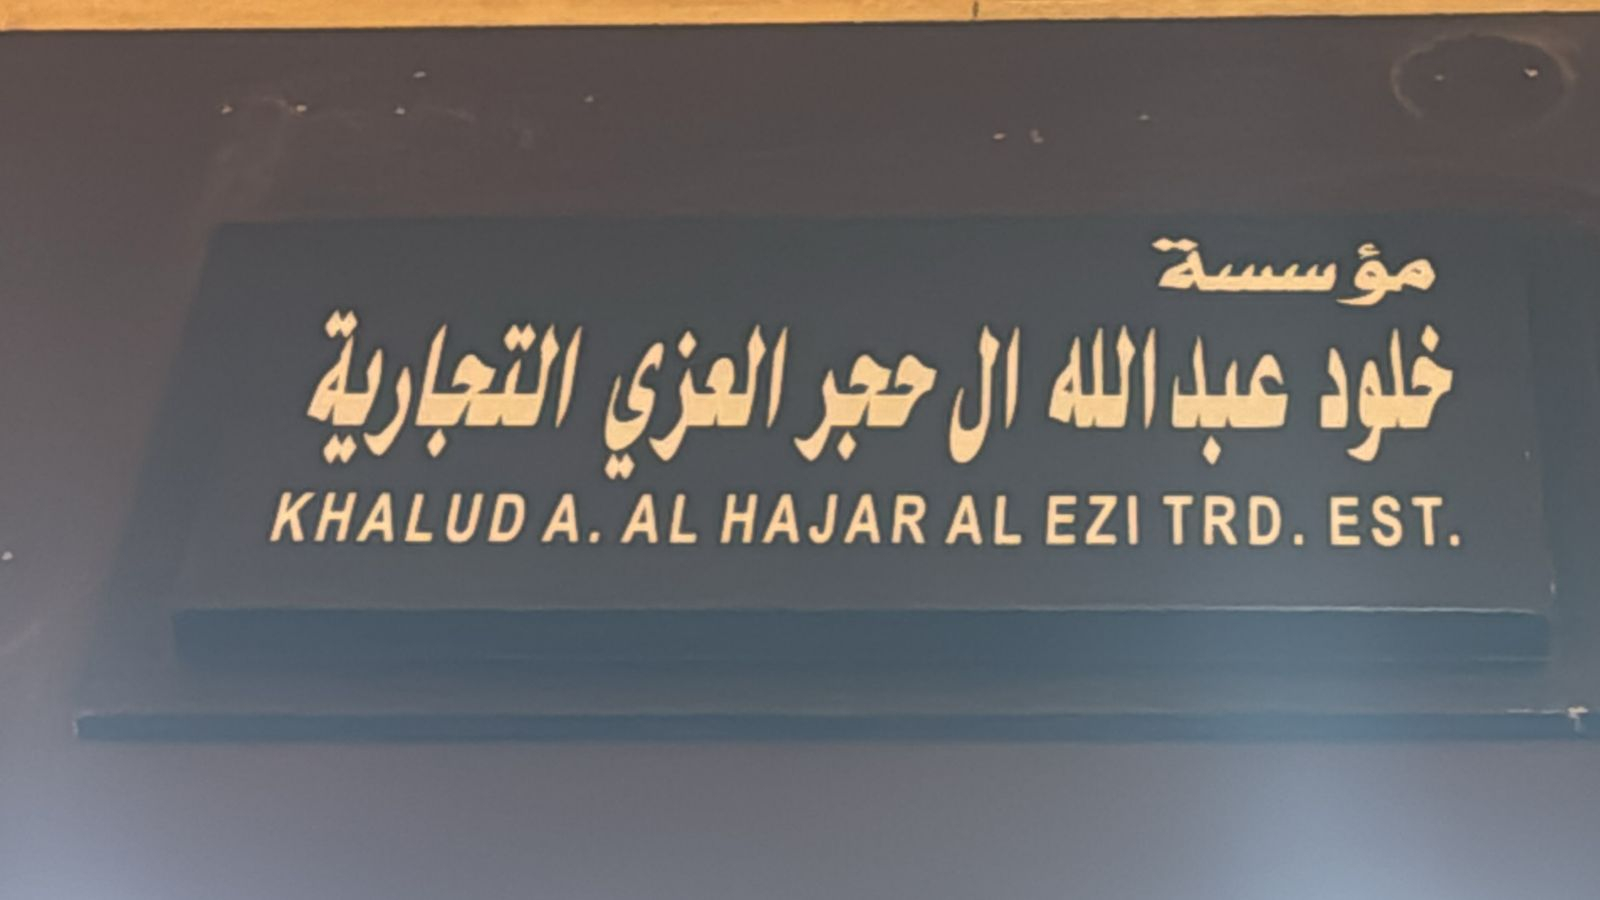 مؤسسة
خلود عبدالله ال حجر العزي التجارية
KHALUD A. AL HAJAR AL EZI TRD. EST.